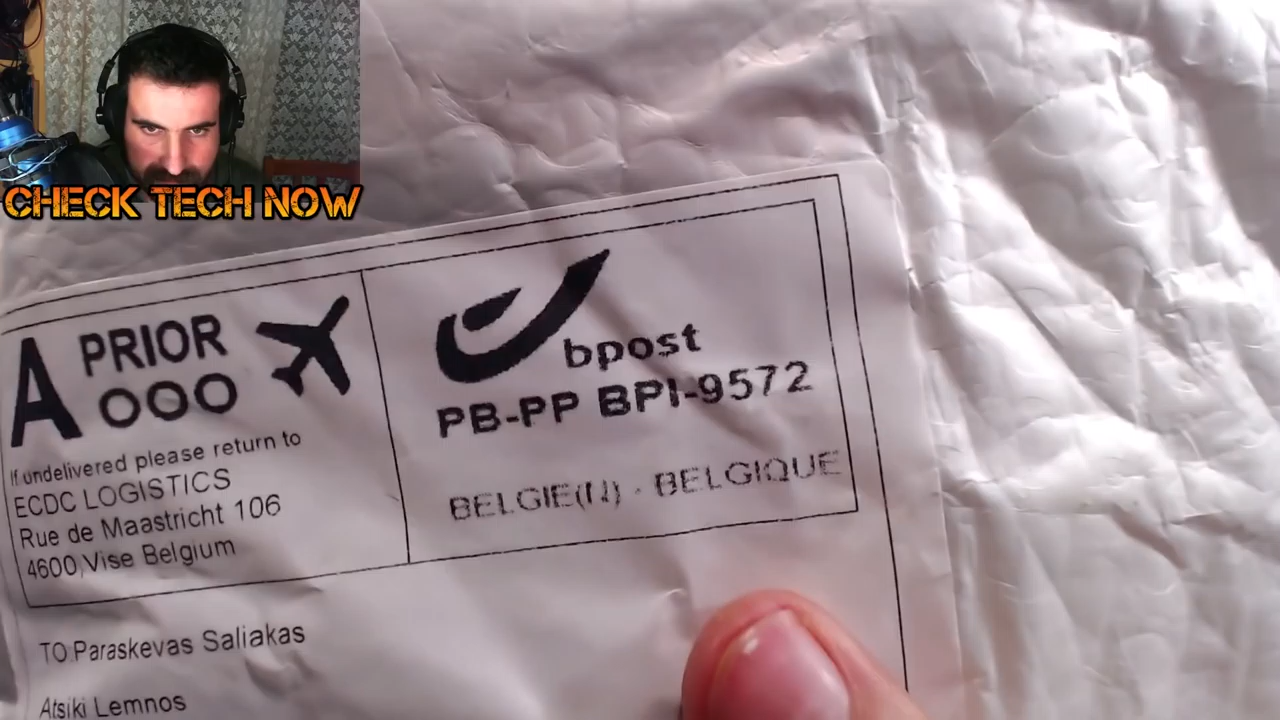 CHECK TECH NOW
A PRIOR
OOO
If undelivered please return to
ECDC LOGISTICS
Rue de Maastricht 106
4600,Vise Belgium
bpost
PB-PP BPI-9572
BELGIE(N) - BELGIQUE
TO:Paraskevas Saliakas
Atsiki Lemnos